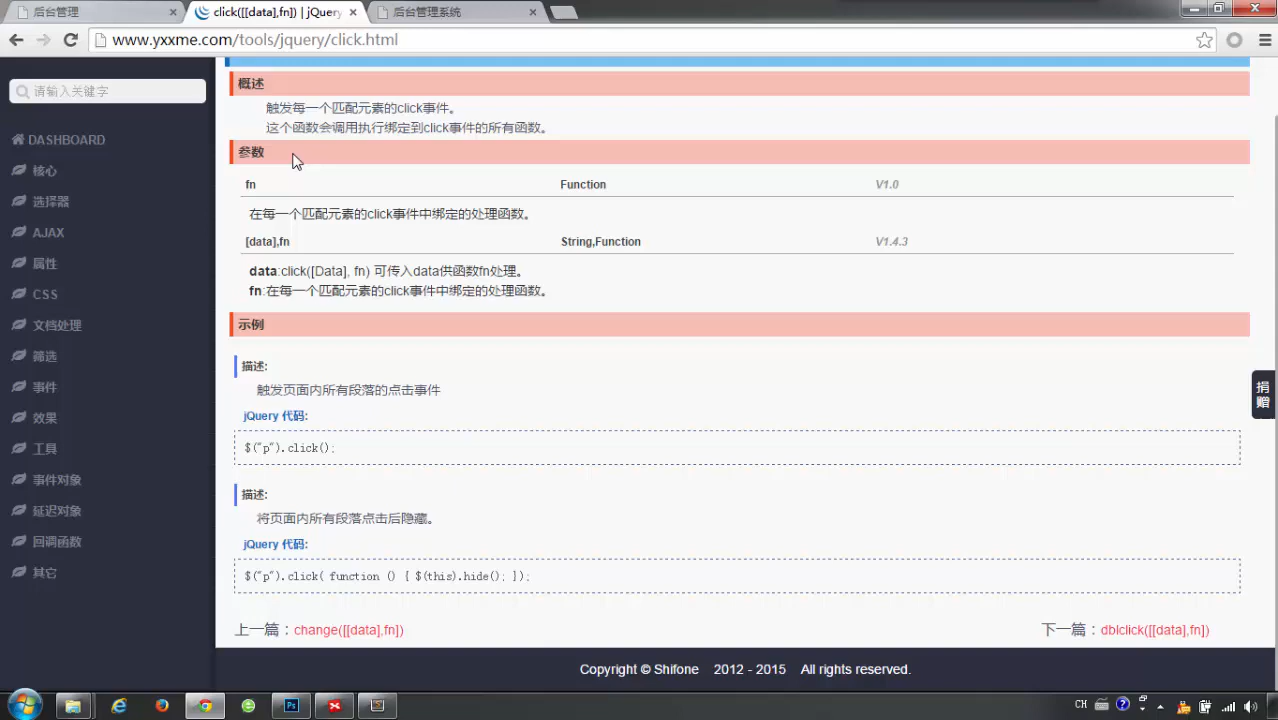 后台管理
click([[data],fn]) | jQuery
后台管理系统
www.yxxme.com/tools/jquery/click.html
请输入关键字
DASHBOARD
核心
选择器
AJAX
属性
CSS
文档处理
筛选
事件
效果
工具
事件对象
延迟对象
回调函数
其它
概述
触发每一个匹配元素的click事件。
这个函数会调用执行绑定到click事件的所有函数。
参数
fn Function V1.0
在每一个匹配元素的click事件中绑定的处理函数。
[data],fn String,Function V1.4.3
data:click([Data], fn) 可传入data供函数fn处理。
fn:在每一个匹配元素的click事件中绑定的处理函数。
示例
描述:
触发页面内所有段落的点击事件
jQuery 代码:
$("p").click();
描述:
将页面内所有段落点击后隐藏。
jQuery 代码:
$("p").click( function () { $(this).hide(); });
上一篇：change([[data],fn]) 下一篇：dblclick([[data],fn])
捐赠
Copyright © Shifone 2012 - 2015 All rights reserved.
Ps
CH